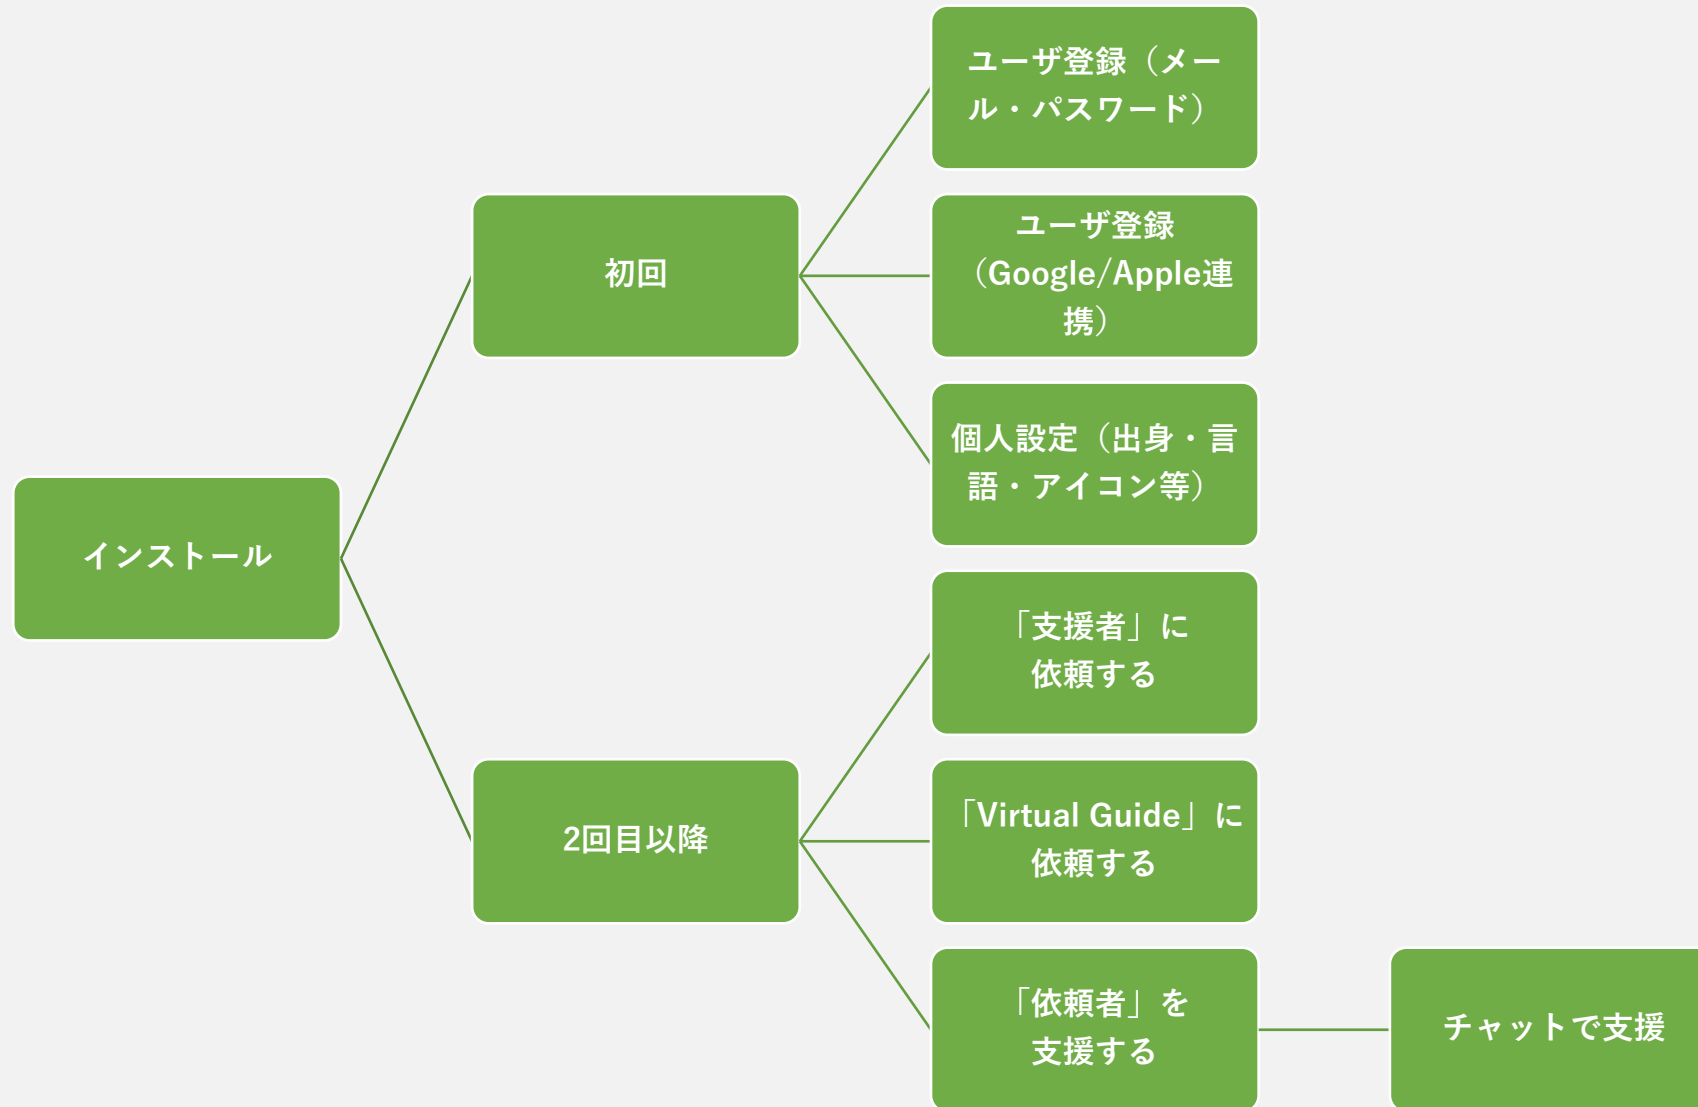 インストール
初回
ユーザ登録（メー
ル・パスワード）
ユーザ登録
（Google/Apple連
携）
個人設定（出身・言
語・アイコン等）
2回目以降
「支援者」に
依頼する
「Virtual Guide」に
依頼する
「依頼者」を
支援する
チャットで支援